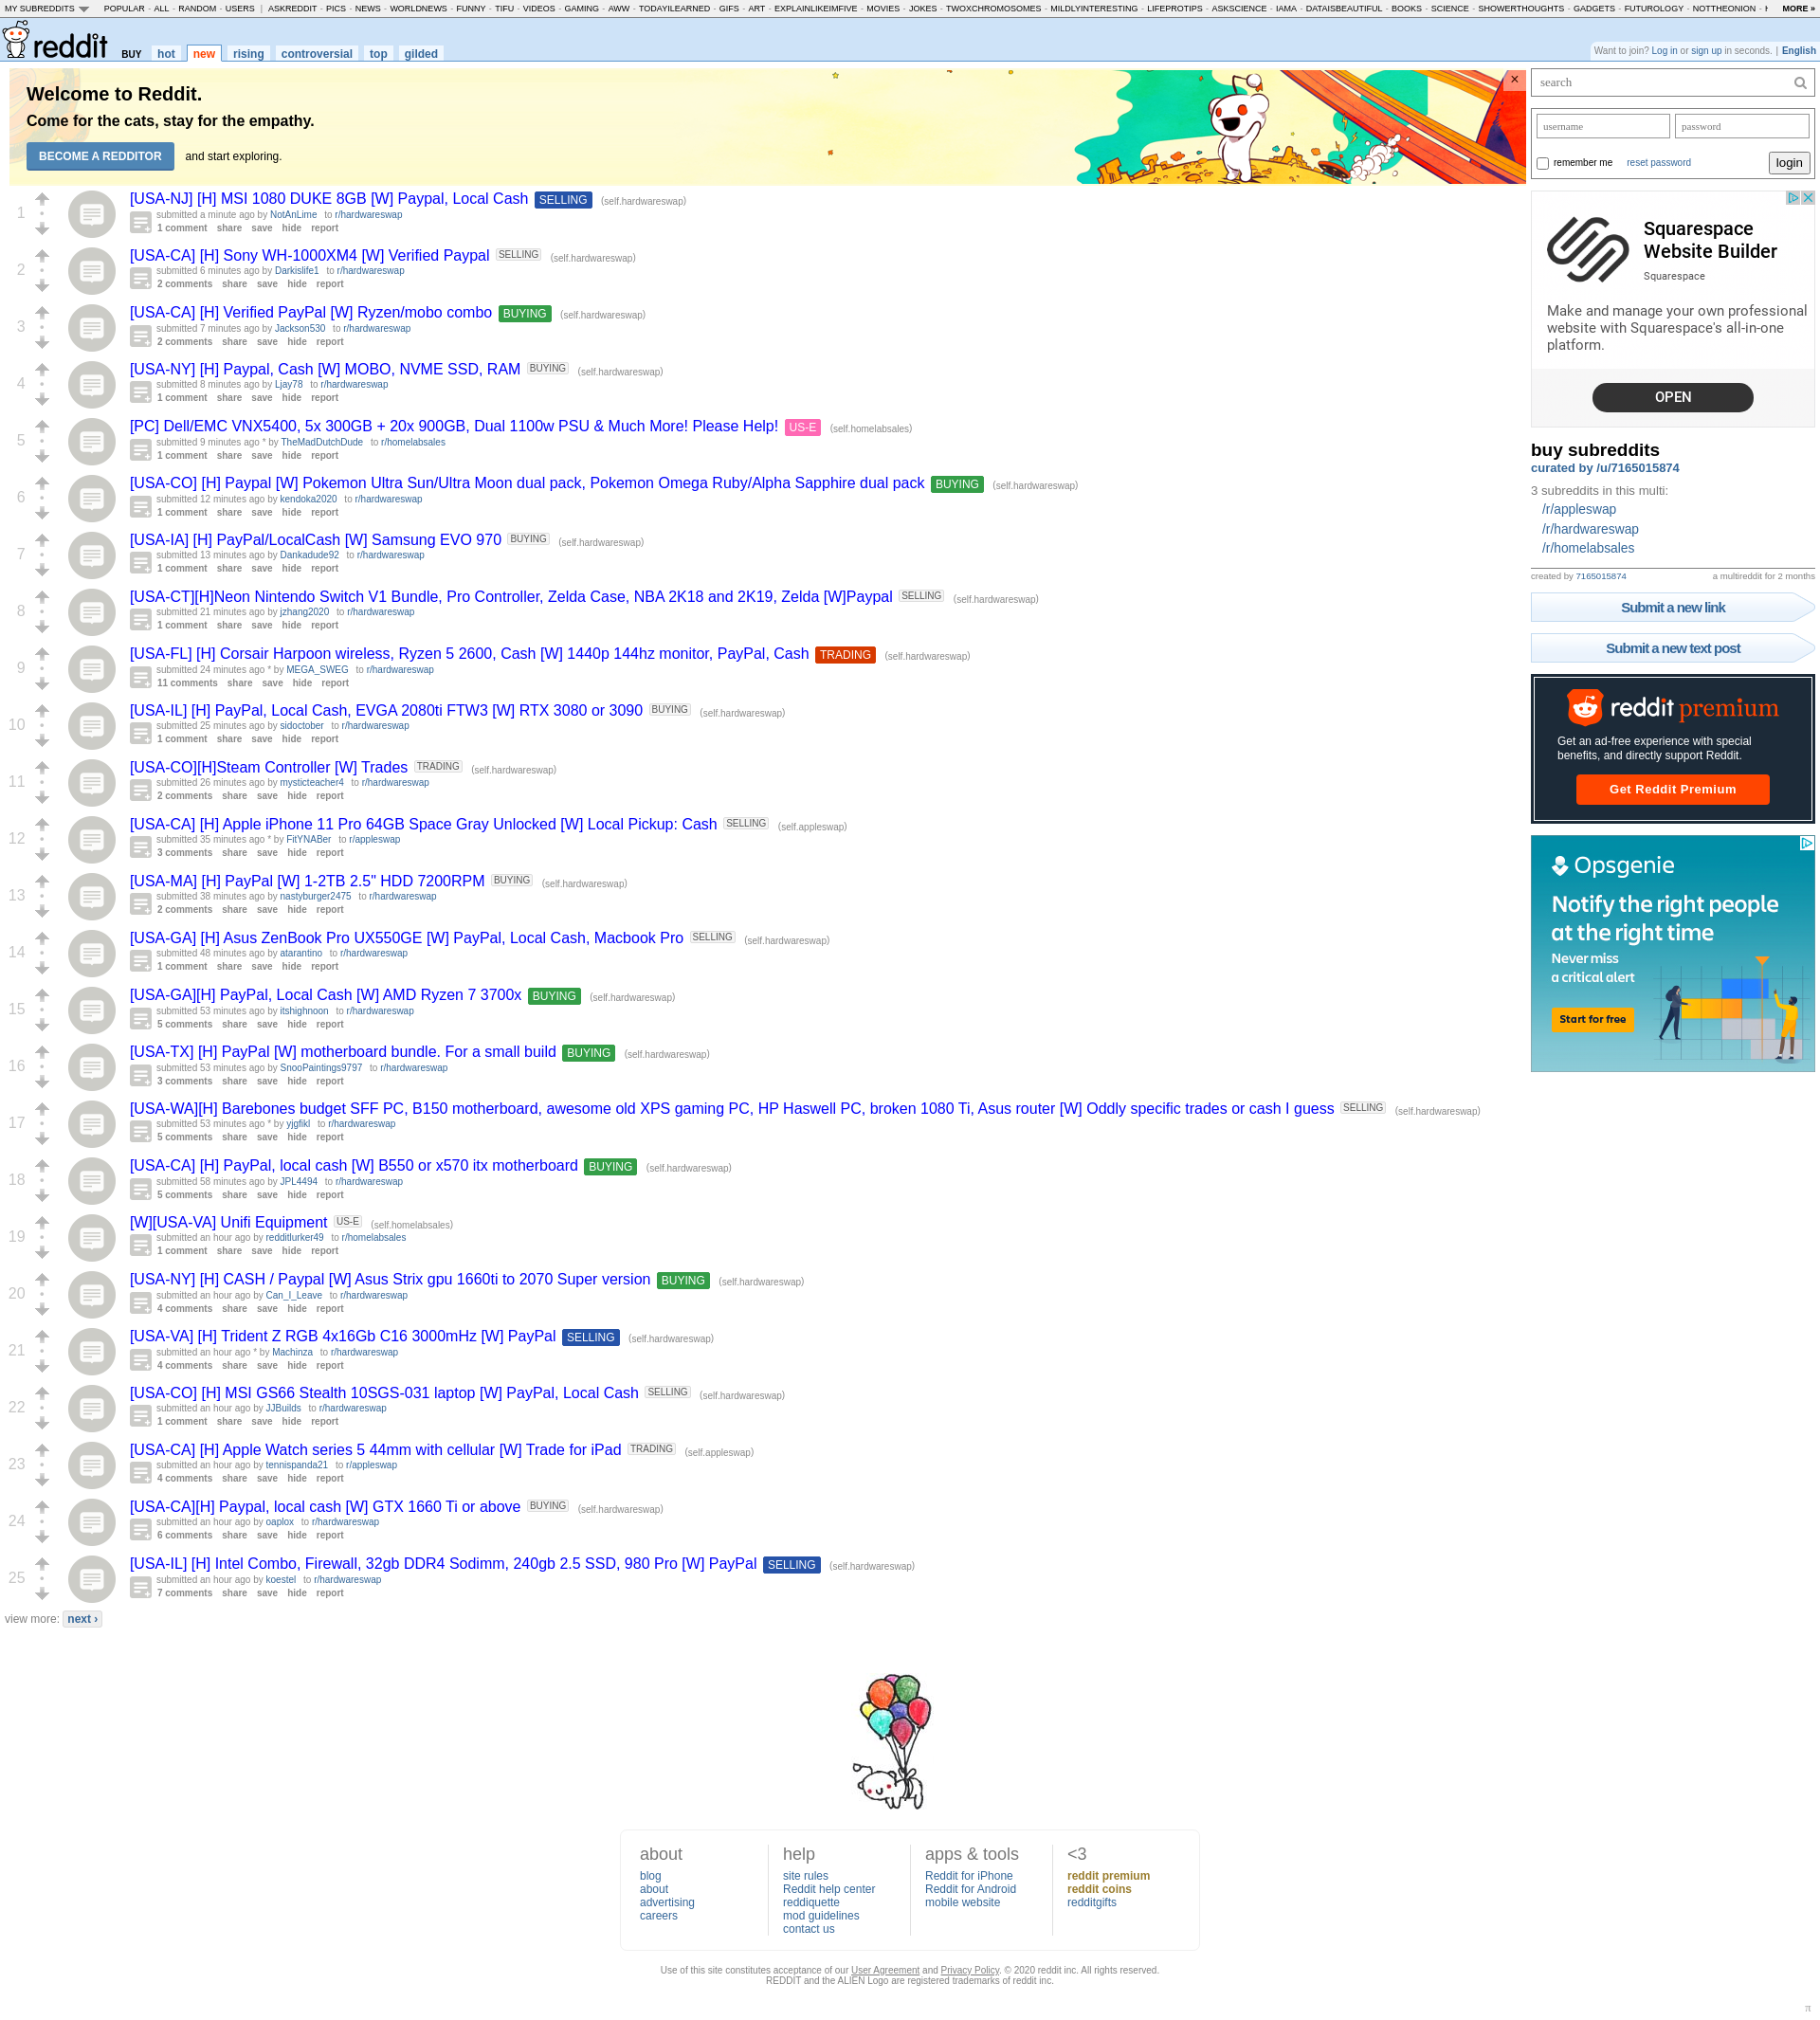 MY SUBREDDITS POPULAR - ALL - RANDOM - USERS | ASKREDDIT - PICS - NEWS - WORLDNEWS - FUNNY - TIFU - VIDEOS - GAMING - AWW - TODAYILEARNED - GIFS - ART - EXPLAINLIKEIMFIVE - MOVIES - JOKES - TWOXCHROMOSOMES - MILDLYINTERESTING - LIFEPROTIPS - ASKSCIENCE - IAMA - DATAISBEAUTIFUL - BOOKS - SCIENCE - SHOWERTHOUGHTS - GADGETS - FUTUROLOGY - NOTTHEONION - MORE »
reddit BUY hot new rising controversial top gilded
Want to join? Log in or sign up in seconds. | English
Welcome to Reddit.
Come for the cats, stay for the empathy.
BECOME A REDDITOR and start exploring.
×
1
[USA-NJ] [H] MSI 1080 DUKE 8GB [W] Paypal, Local Cash SELLING (self.hardwareswap)
submitted a minute ago by NotAnLime to r/hardwareswap
1 comment share save hide report
2
[USA-CA] [H] Sony WH-1000XM4 [W] Verified Paypal SELLING (self.hardwareswap)
submitted 6 minutes ago by Darkislife1 to r/hardwareswap
2 comments share save hide report
3
[USA-CA] [H] Verified PayPal [W] Ryzen/mobo combo BUYING (self.hardwareswap)
submitted 7 minutes ago by Jackson530 to r/hardwareswap
2 comments share save hide report
4
[USA-NY] [H] Paypal, Cash [W] MOBO, NVME SSD, RAM BUYING (self.hardwareswap)
submitted 8 minutes ago by Ljay78 to r/hardwareswap
1 comment share save hide report
5
[PC] Dell/EMC VNX5400, 5x 300GB + 20x 900GB, Dual 1100w PSU & Much More! Please Help! US-E (self.homelabsales)
submitted 9 minutes ago * by TheMadDutchDude to r/homelabsales
1 comment share save hide report
6
[USA-CO] [H] Paypal [W] Pokemon Ultra Sun/Ultra Moon dual pack, Pokemon Omega Ruby/Alpha Sapphire dual pack BUYING (self.hardwareswap)
submitted 12 minutes ago by kendoka2020 to r/hardwareswap
1 comment share save hide report
7
[USA-IA] [H] PayPal/LocalCash [W] Samsung EVO 970 BUYING (self.hardwareswap)
submitted 13 minutes ago by Dankadude92 to r/hardwareswap
1 comment share save hide report
8
[USA-CT][H]Neon Nintendo Switch V1 Bundle, Pro Controller, Zelda Case, NBA 2K18 and 2K19, Zelda [W]Paypal SELLING (self.hardwareswap)
submitted 21 minutes ago by jzhang2020 to r/hardwareswap
1 comment share save hide report
9
[USA-FL] [H] Corsair Harpoon wireless, Ryzen 5 2600, Cash [W] 1440p 144hz monitor, PayPal, Cash TRADING (self.hardwareswap)
submitted 24 minutes ago * by MEGA_SWEG to r/hardwareswap
11 comments share save hide report
10
[USA-IL] [H] PayPal, Local Cash, EVGA 2080ti FTW3 [W] RTX 3080 or 3090 BUYING (self.hardwareswap)
submitted 25 minutes ago by sidoctober to r/hardwareswap
1 comment share save hide report
11
[USA-CO][H]Steam Controller [W] Trades TRADING (self.hardwareswap)
submitted 26 minutes ago by mysticteacher4 to r/hardwareswap
2 comments share save hide report
12
[USA-CA] [H] Apple iPhone 11 Pro 64GB Space Gray Unlocked [W] Local Pickup: Cash SELLING (self.appleswap)
submitted 35 minutes ago * by FitYNABer to r/appleswap
3 comments share save hide report
13
[USA-MA] [H] PayPal [W] 1-2TB 2.5" HDD 7200RPM BUYING (self.hardwareswap)
submitted 38 minutes ago by nastyburger2475 to r/hardwareswap
2 comments share save hide report
14
[USA-GA] [H] Asus ZenBook Pro UX550GE [W] PayPal, Local Cash, Macbook Pro SELLING (self.hardwareswap)
submitted 48 minutes ago by atarantino to r/hardwareswap
1 comment share save hide report
15
[USA-GA][H] PayPal, Local Cash [W] AMD Ryzen 7 3700x BUYING (self.hardwareswap)
submitted 53 minutes ago by itshighnoon to r/hardwareswap
5 comments share save hide report
16
[USA-TX] [H] PayPal [W] motherboard bundle. For a small build BUYING (self.hardwareswap)
submitted 53 minutes ago by SnooPaintings9797 to r/hardwareswap
3 comments share save hide report
17
[USA-WA][H] Barebones budget SFF PC, B150 motherboard, awesome old XPS gaming PC, HP Haswell PC, broken 1080 Ti, Asus router [W] Oddly specific trades or cash I guess SELLING (self.hardwareswap)
submitted 53 minutes ago * by yjgfikl to r/hardwareswap
5 comments share save hide report
18
[USA-CA] [H] PayPal, local cash [W] B550 or x570 itx motherboard BUYING (self.hardwareswap)
submitted 58 minutes ago by JPL4494 to r/hardwareswap
5 comments share save hide report
19
[W][USA-VA] Unifi Equipment US-E (self.homelabsales)
submitted an hour ago by redditlurker49 to r/homelabsales
1 comment share save hide report
20
[USA-NY] [H] CASH / Paypal [W] Asus Strix gpu 1660ti to 2070 Super version BUYING (self.hardwareswap)
submitted an hour ago by Can_I_Leave to r/hardwareswap
4 comments share save hide report
21
[USA-VA] [H] Trident Z RGB 4x16Gb C16 3000mHz [W] PayPal SELLING (self.hardwareswap)
submitted an hour ago * by Machinza to r/hardwareswap
4 comments share save hide report
22
[USA-CO] [H] MSI GS66 Stealth 10SGS-031 laptop [W] PayPal, Local Cash SELLING (self.hardwareswap)
submitted an hour ago by JJBuilds to r/hardwareswap
1 comment share save hide report
23
[USA-CA] [H] Apple Watch series 5 44mm with cellular [W] Trade for iPad TRADING (self.appleswap)
submitted an hour ago by tennispanda21 to r/appleswap
4 comments share save hide report
24
[USA-CA][H] Paypal, local cash [W] GTX 1660 Ti or above BUYING (self.hardwareswap)
submitted an hour ago by oaplox to r/hardwareswap
6 comments share save hide report
25
[USA-IL] [H] Intel Combo, Firewall, 32gb DDR4 Sodimm, 240gb 2.5 SSD, 980 Pro [W] PayPal SELLING (self.hardwareswap)
submitted an hour ago by koestel to r/hardwareswap
7 comments share save hide report
view more: next ›
search
username password
remember me reset password login
Squarespace
Website Builder
Squarespace
Make and manage your own professional
website with Squarespace's all-in-one
platform.
OPEN
buy subreddits
curated by /u/7165015874
3 subreddits in this multi:
/r/appleswap
/r/hardwareswap
/r/homelabsales
created by 7165015874 a multireddit for 2 months
Submit a new link
Submit a new text post
reddit premium
Get an ad-free experience with special
benefits, and directly support Reddit.
Get Reddit Premium
Opsgenie
Notify the right people
at the right time
Never miss
a critical alert
Start for free
about
blog
about
advertising
careers
help
site rules
Reddit help center
reddiquette
mod guidelines
contact us
apps & tools
Reddit for iPhone
Reddit for Android
mobile website
<3
reddit premium
reddit coins
redditgifts
Use of this site constitutes acceptance of our User Agreement and Privacy Policy. © 2020 reddit inc. All rights reserved.
REDDIT and the ALIEN Logo are registered trademarks of reddit inc.
π